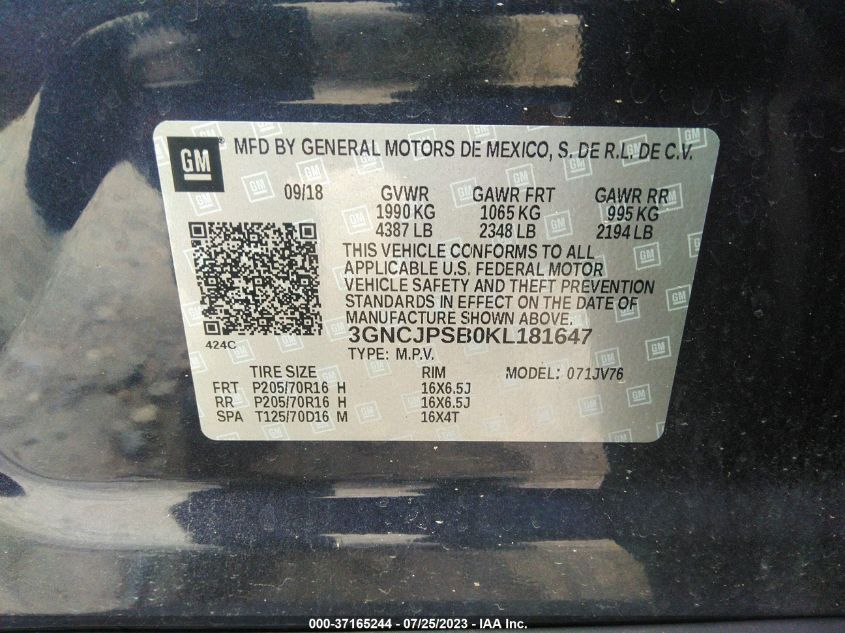 GM MFD BY GENERAL MOTORS DE MEXICO, S. DE R.L. DE C.V.
09/18 GVWR GAWR FRT GAWR RR
1990 KG 1065 KG 995 KG
4387 LB 2348 LB 2194 LB
THIS VEHICLE CONFORMS TO ALL
APPLICABLE U.S. FEDERAL MOTOR
VEHICLE SAFETY AND THEFT PREVENTION
STANDARDS IN EFFECT ON THE DATE OF
MANUFACTURE SHOWN ABOVE.
424C 3GNCJPSB0KL181647
TYPE: M.P.V.
TIRE SIZE RIM MODEL: 071JV76
FRT P205/70R16 H 16X6.5J
RR P205/70R16 H 16X6.5J
SPA T125/70D16 M 16X4T
000-37165244 / 07/25/2023 - IAA Inc.